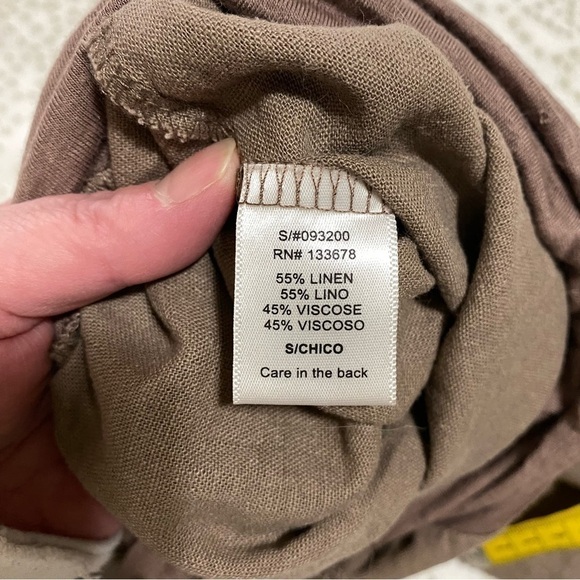 S/#093200
RN# 133678
55% LINEN
55% LINO
45% VISCOSE
45% VISCOSO
S/CHICO
Care in the back